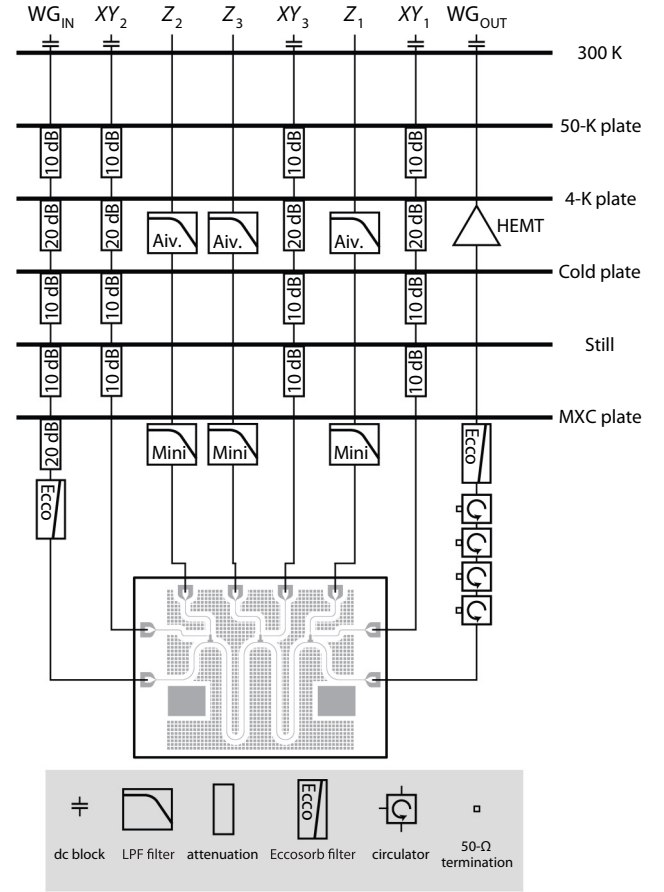 WG_IN XY_2 Z_2 Z_3 XY_3 Z_1 XY_1 WG_OUT
300 K
50-K plate
10 dB 10 dB 10 dB 10 dB
4-K plate
20 dB 20 dB Aiv. Aiv. 20 dB Aiv. 20 dB HEMT
Cold plate
10 dB 10 dB 10 dB 10 dB
Still
10 dB 10 dB 10 dB 10 dB
MXC plate
20 dB Mini Mini Mini Ecco
Ecco
Ecco
dc block LPF filter attenuation Eccosorb filter circulator 50-Ω
termination